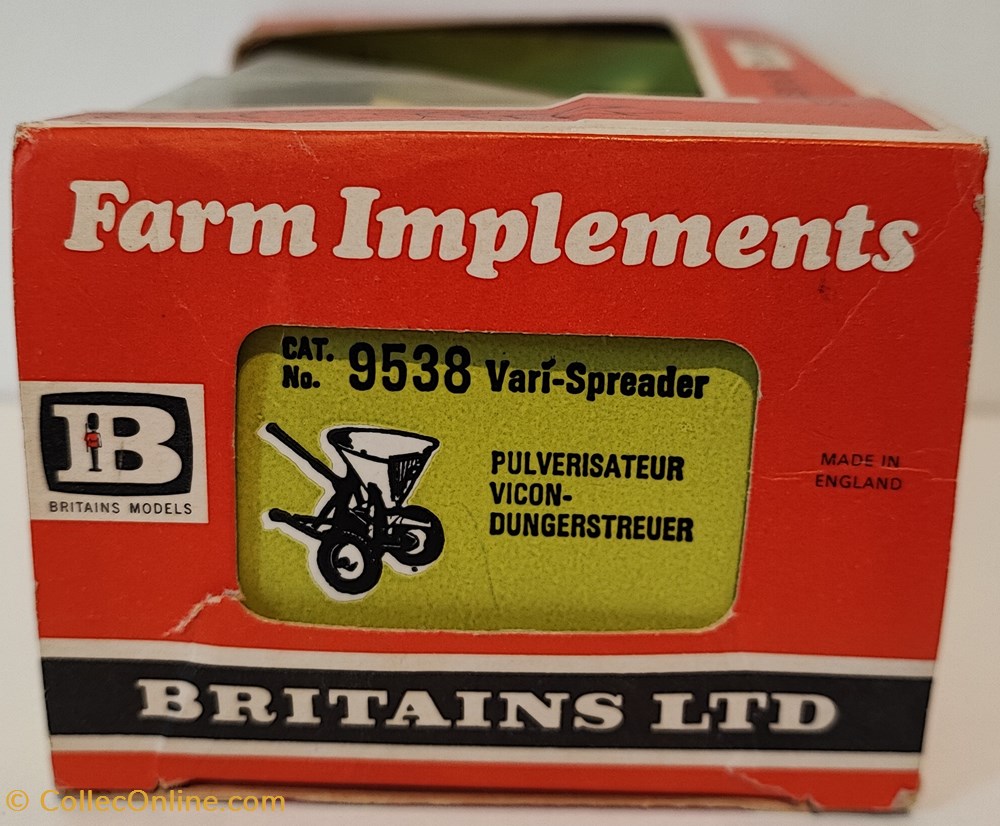 Farm Implements
CAT.
No. 9538 Vari-Spreader
PULVERISATEUR
VICON-
DUNGERSTREUER
MADE IN
ENGLAND
B
BRITAINS MODELS
BRITAINS LTD
© CollecOnline.com